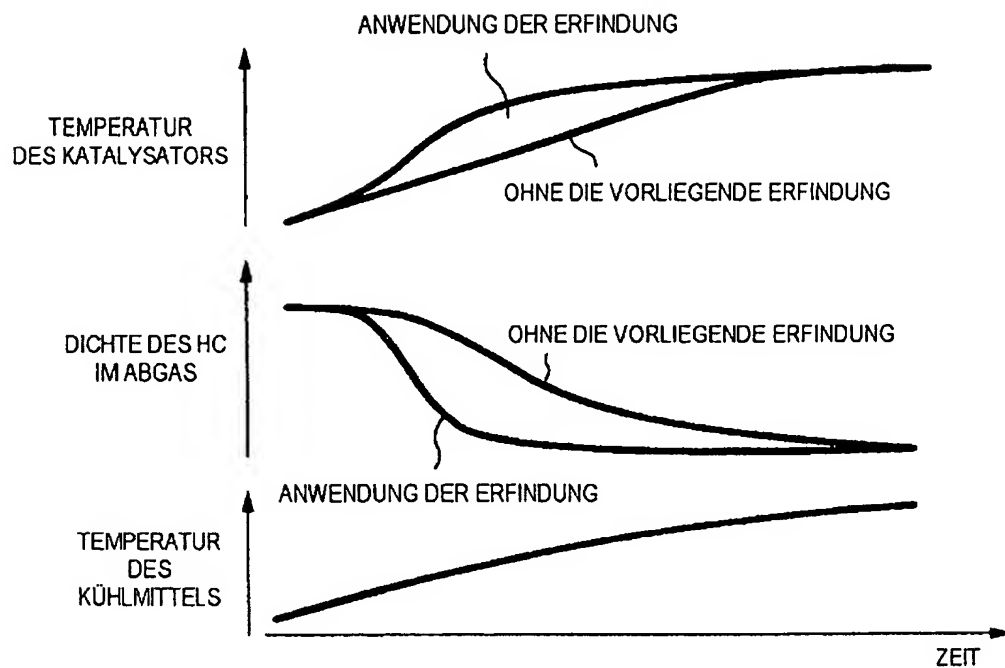 ANWENDUNG DER ERFINDUNG
TEMPERATUR
DES KATALYSATORS
OHNE DIE VORLIEGENDE ERFINDUNG
DICHTE DES HC
IM ABGAS
OHNE DIE VORLIEGENDE ERFINDUNG
ANWENDUNG DER ERFINDUNG
TEMPERATUR
DES
KÜHLMITTELS
ZEIT